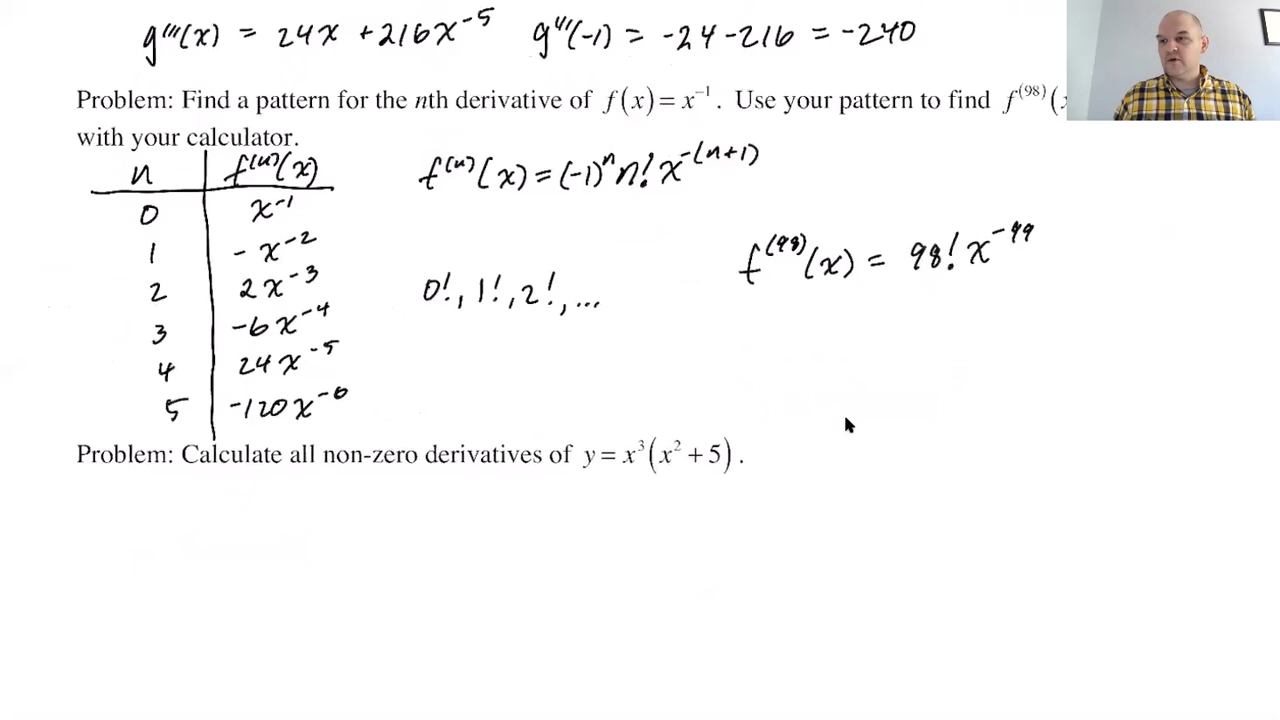 g'''(x) = 24x + 216x⁻⁵ g'''(-1) = -24 - 216 = -240
Problem: Find a pattern for the nth derivative of f(x) = x⁻¹. Use your pattern to find f⁽⁹⁸⁾(x
with your calculator.
n f⁽ⁿ⁾(x) f⁽ⁿ⁾(x) = (-1)ⁿ n! x^-(n+1)
0 x⁻¹
1 -x⁻²
f⁽⁹⁸⁾(x) = 98! x⁻⁹⁹
2 2x⁻³ 0!, 1!, 2!, ...
3 -6x⁻⁴
4 24x⁻⁵
5 -120x⁻⁶
Problem: Calculate all non-zero derivatives of y = x³(x² + 5).